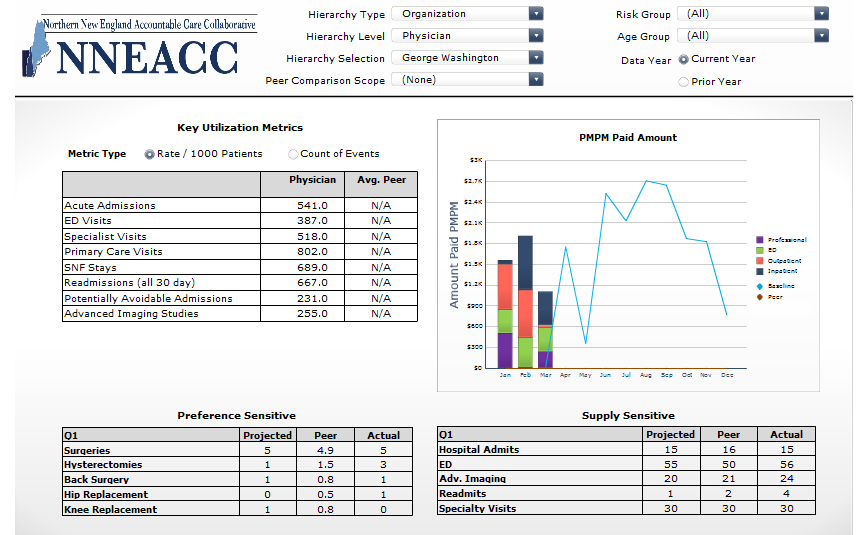 Northern New England Accountable Care Collaborative
NNEACC
Hierarchy Type Organization
Hierarchy Level Physician
Hierarchy Selection George Washington
Peer Comparison Scope (None)
Risk Group (All)
Age Group (All)
Data Year Current Year
Prior Year
Key Utilization Metrics
Metric Type Rate / 1000 Patients Count of Events
Physician Avg. Peer
Acute Admissions 541.0 N/A
ED Visits 387.0 N/A
Specialist Visits 518.0 N/A
Primary Care Visits 802.0 N/A
SNF Stays 689.0 N/A
Readmissions (all 30 day) 667.0 N/A
Potentially Avoidable Admissions 231.0 N/A
Advanced Imaging Studies 255.0 N/A
PMPM Paid Amount
Amount Paid PMPM
$3K
$2.7K
$2.4K
$2.1K
$1.8K
$1.5K
$1.2K
$900
$600
$300
$0
Jan Feb Mar Apr May Jun Jul Aug Sep Oct Nov Dec
Professional
ED
Outpatient
Inpatient
Baseline
Peer
Preference Sensitive
Q1 Projected Peer Actual
Surgeries 5 4.9 5
Hysterectomies 1 1.5 3
Back Surgery 1 0.8 1
Hip Replacement 0 0.5 1
Knee Replacement 1 0.8 0
Supply Sensitive
Q1 Projected Peer Actual
Hospital Admits 15 16 15
ED 55 50 56
Adv. Imaging 20 21 24
Readmits 1 2 4
Specialty Visits 30 30 30